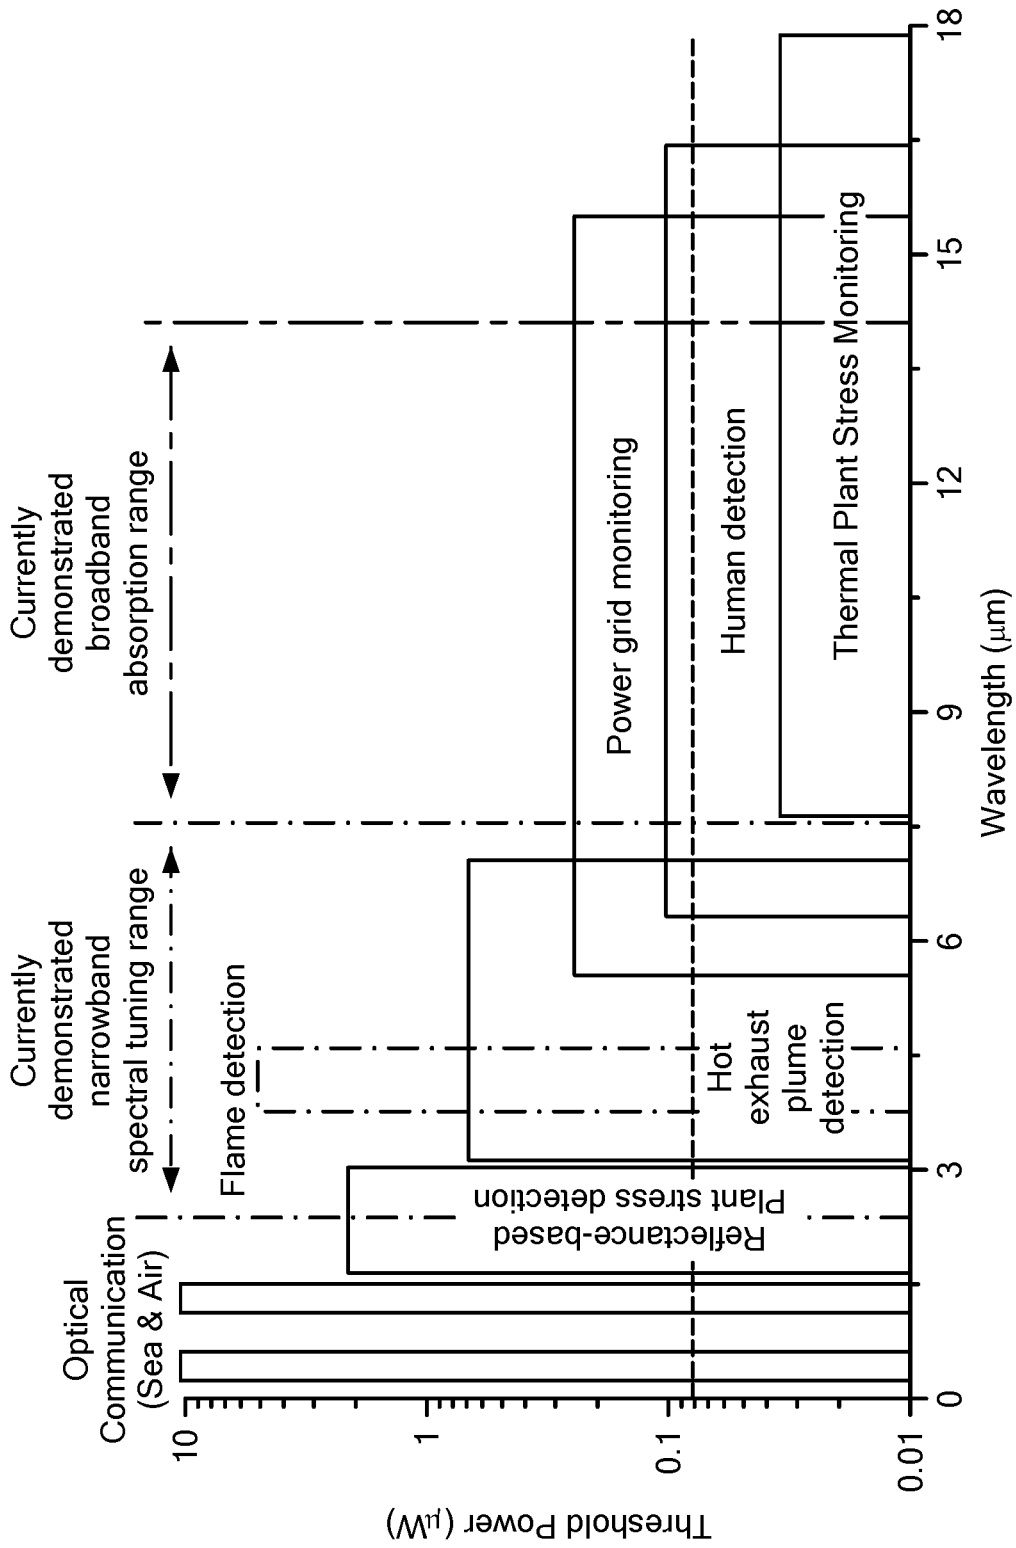 Currently
demonstrated
narrowband
spectral tuning range
Currently
demonstrated
broadband
absorption range
Optical
Communication
(Sea & Air)
Flame detection
Reflectance-based
Plant stress detection
Hot
exhaust
plume
detection
Power grid monitoring
Human detection
Thermal Plant Stress Monitoring
Threshold Power (μW)
10
1
0.1
0.01
0
3
6
9
12
15
18
Wavelength (μm)